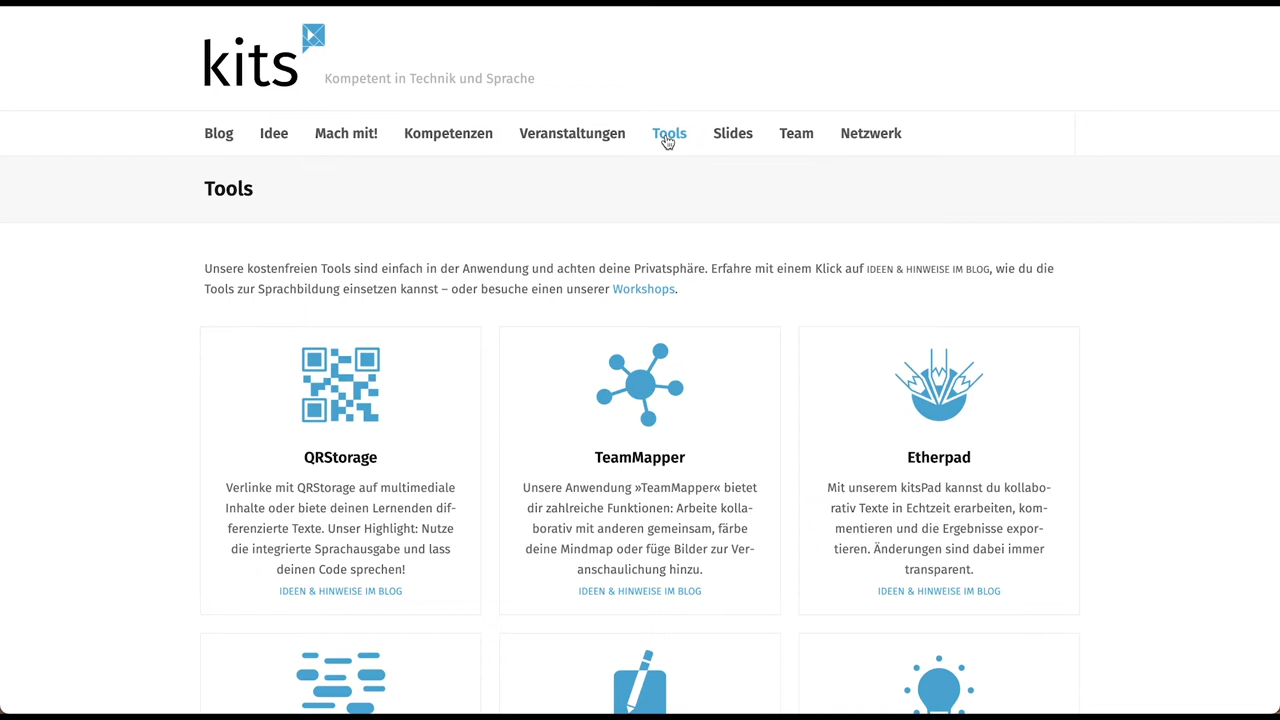 kits
Kompetent in Technik und Sprache
Blog Idee Mach mit! Kompetenzen Veranstaltungen Tools Slides Team Netzwerk
Tools
Unsere kostenfreien Tools sind einfach in der Anwendung und achten deine Privatsphäre. Erfahre mit einem Klick auf IDEEN & HINWEISE IM BLOG, wie du die
Tools zur Sprachbildung einsetzen kannst – oder besuche einen unserer Workshops.
QRStorage
Verlinke mit QRStorage auf multimediale
Inhalte oder biete deinen Lernenden dif-
ferenzierte Texte. Unser Highlight: Nutze
die integrierte Sprachausgabe und lass
deinen Code sprechen!
IDEEN & HINWEISE IM BLOG
TeamMapper
Unsere Anwendung »TeamMapper« bietet
dir zahlreiche Funktionen: Arbeite kolla-
borativ mit anderen gemeinsam, färbe
deine Mindmap oder füge Bilder zur Ver-
anschaulichung hinzu.
IDEEN & HINWEISE IM BLOG
Etherpad
Mit unserem kitsPad kannst du kollabo-
rativ Texte in Echtzeit erarbeiten, kom-
mentieren und die Ergebnisse expor-
tieren. Änderungen sind dabei immer
transparent.
IDEEN & HINWEISE IM BLOG